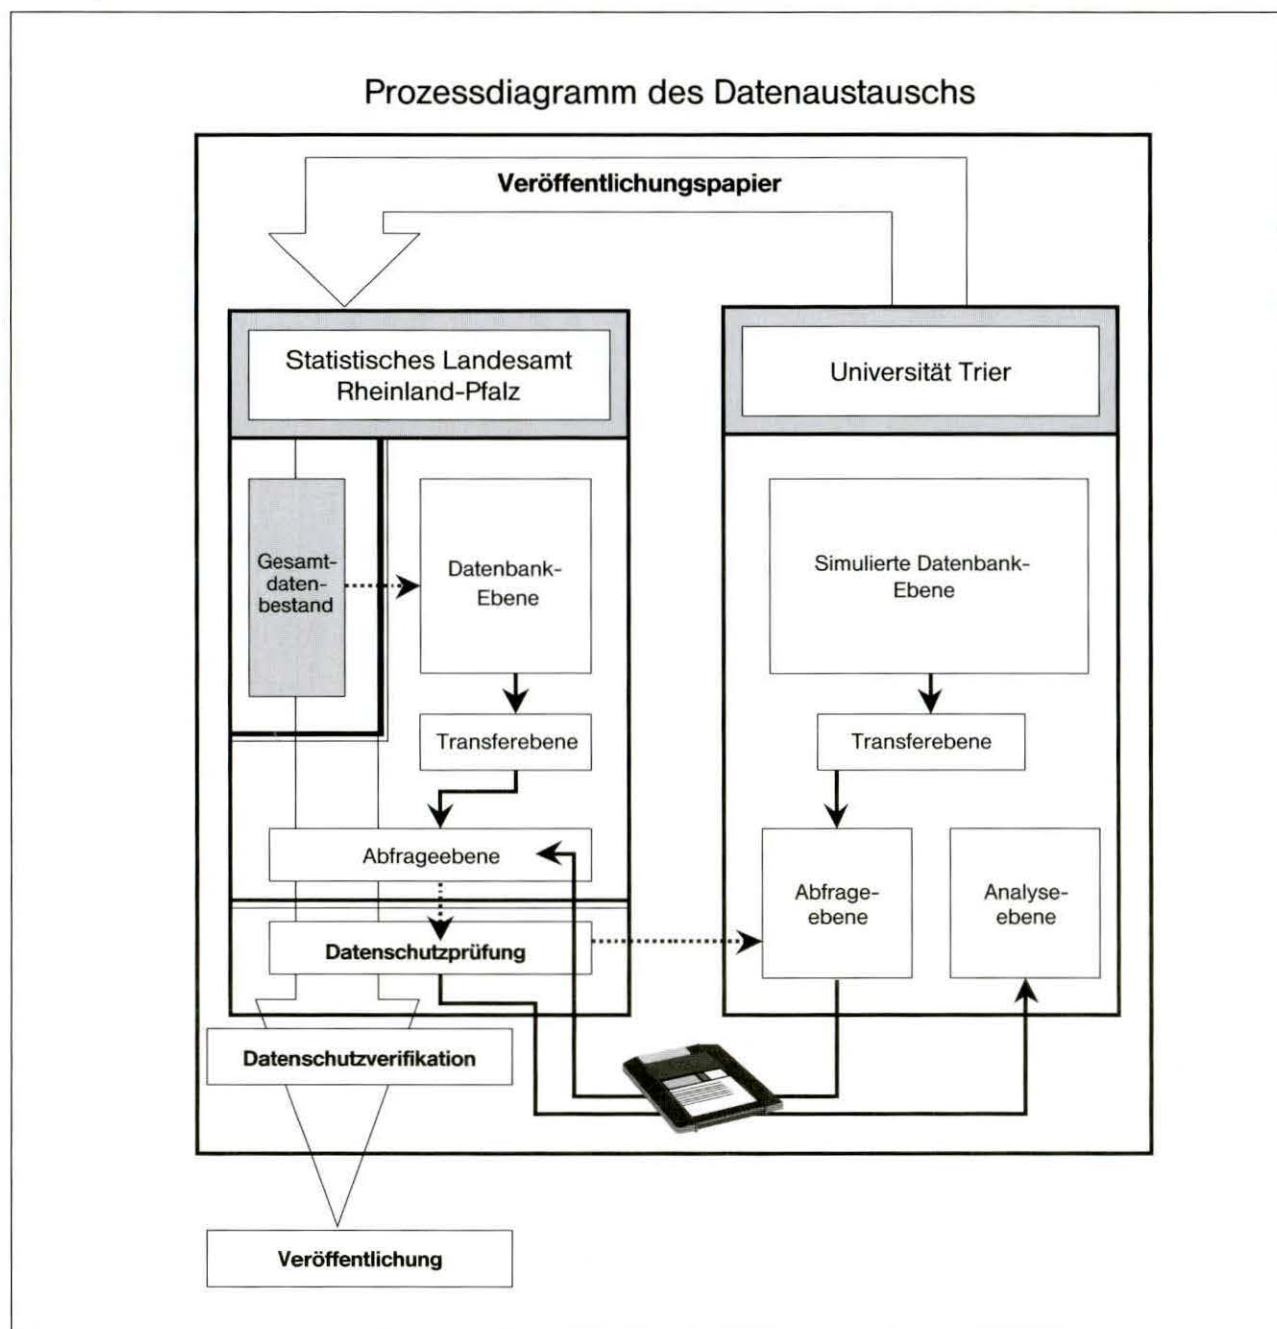 Prozessdiagramm des Datenaustauschs
Veröffentlichungspapier
Statistisches Landesamt
Rheinland-Pfalz
Universität Trier
Gesamt-
daten-
bestand
Datenbank-
Ebene
Simulierte Datenbank-
Ebene
Transferebene
Transferebene
Abfrageebene
Abfrage-
ebene
Analyse-
ebene
Datenschutzprüfung
Datenschutzverifikation
Veröffentlichung